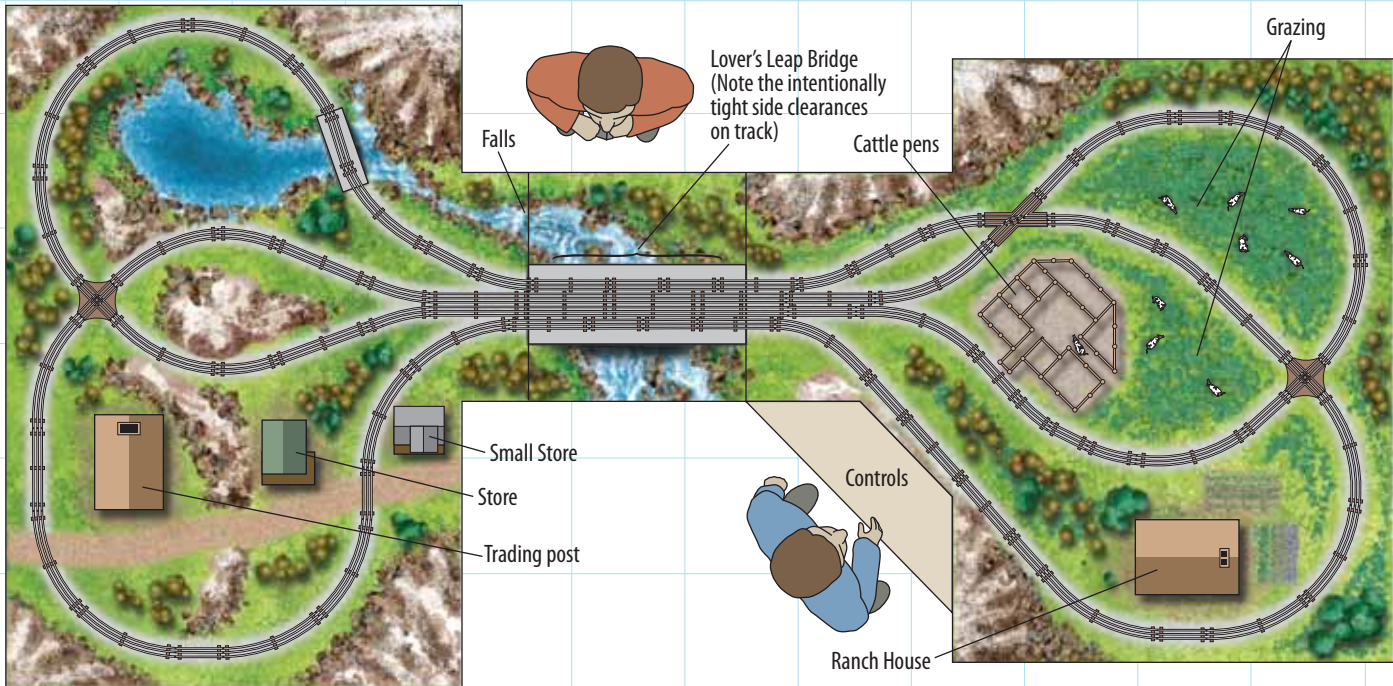 Grazing
Lover's Leap Bridge
(Note the intentionally
tight side clearances
on track)
Falls
Cattle pens
Small Store
Store
Trading post
Controls
Ranch House